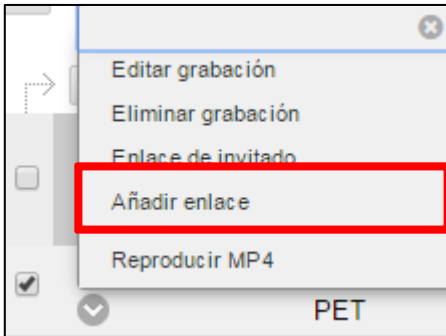 Editar grabación
Eliminar grabación
Enlace de invitado
Añadir enlace
Reproducir MP4
PET